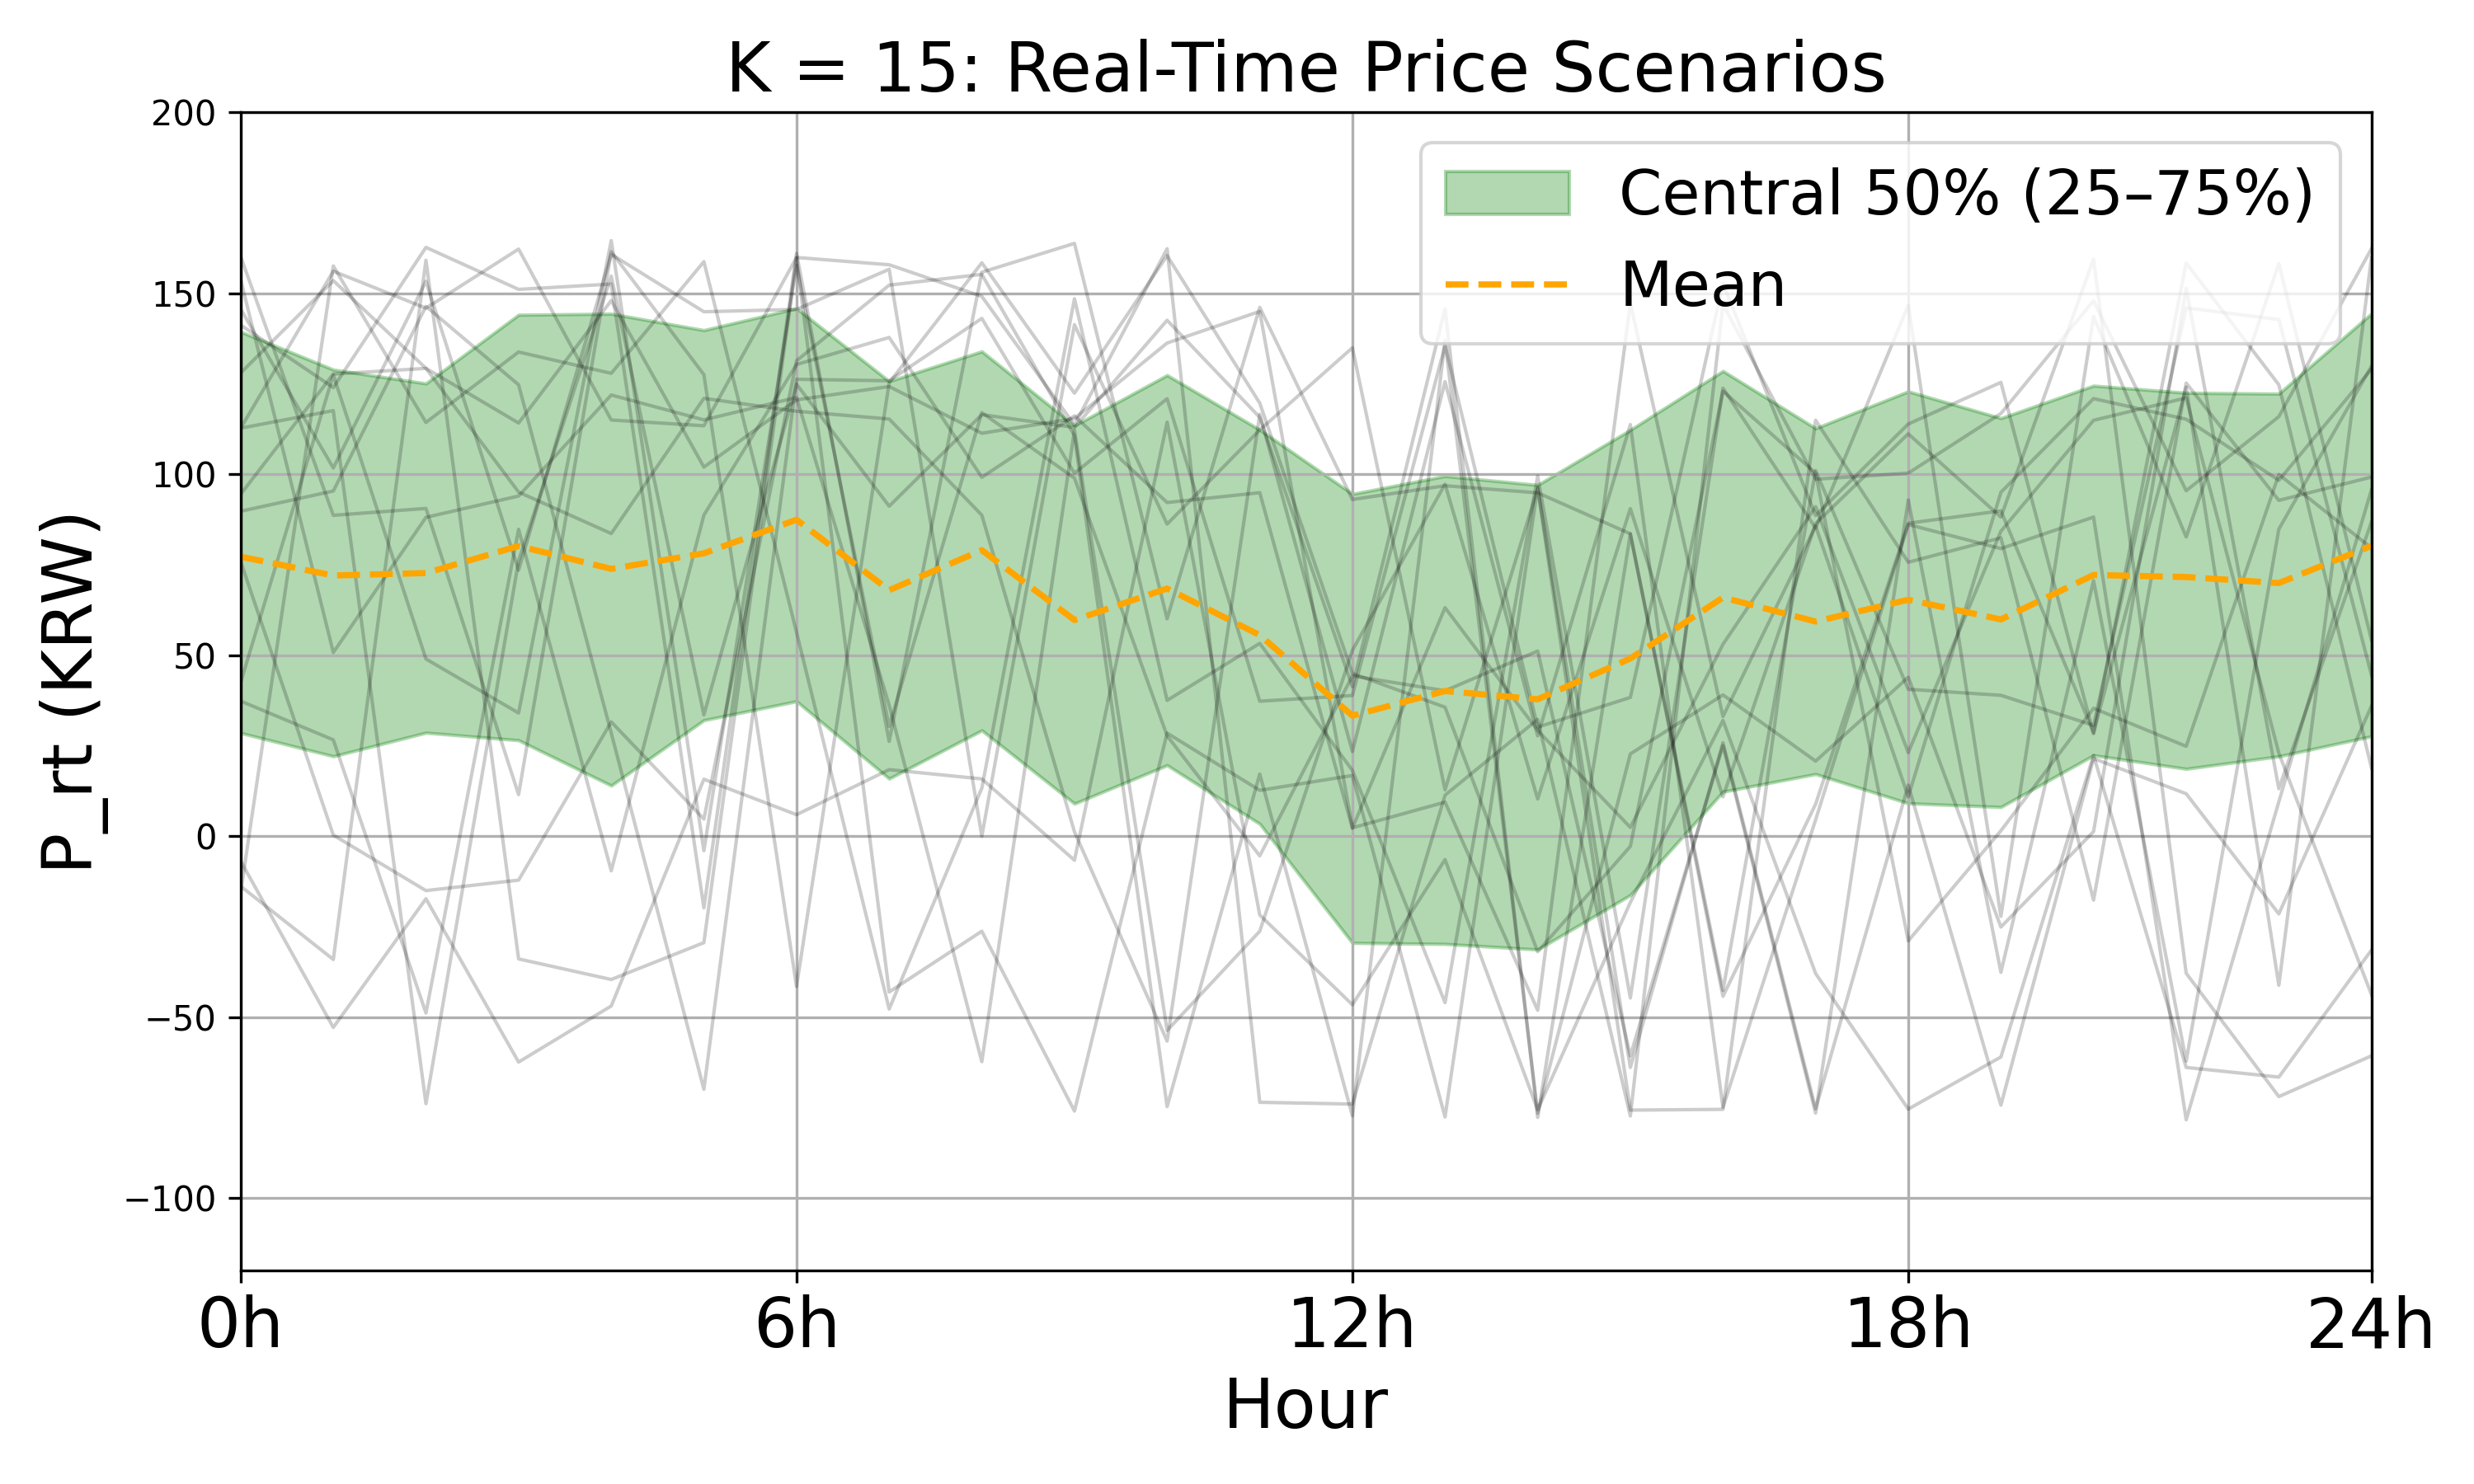 K = 15: Real-Time Price Scenarios
200
150
100
50
0
−50
−100
P_rt (KRW)
Central 50% (25–75%)
Mean
0h 6h 12h 18h 24h
Hour